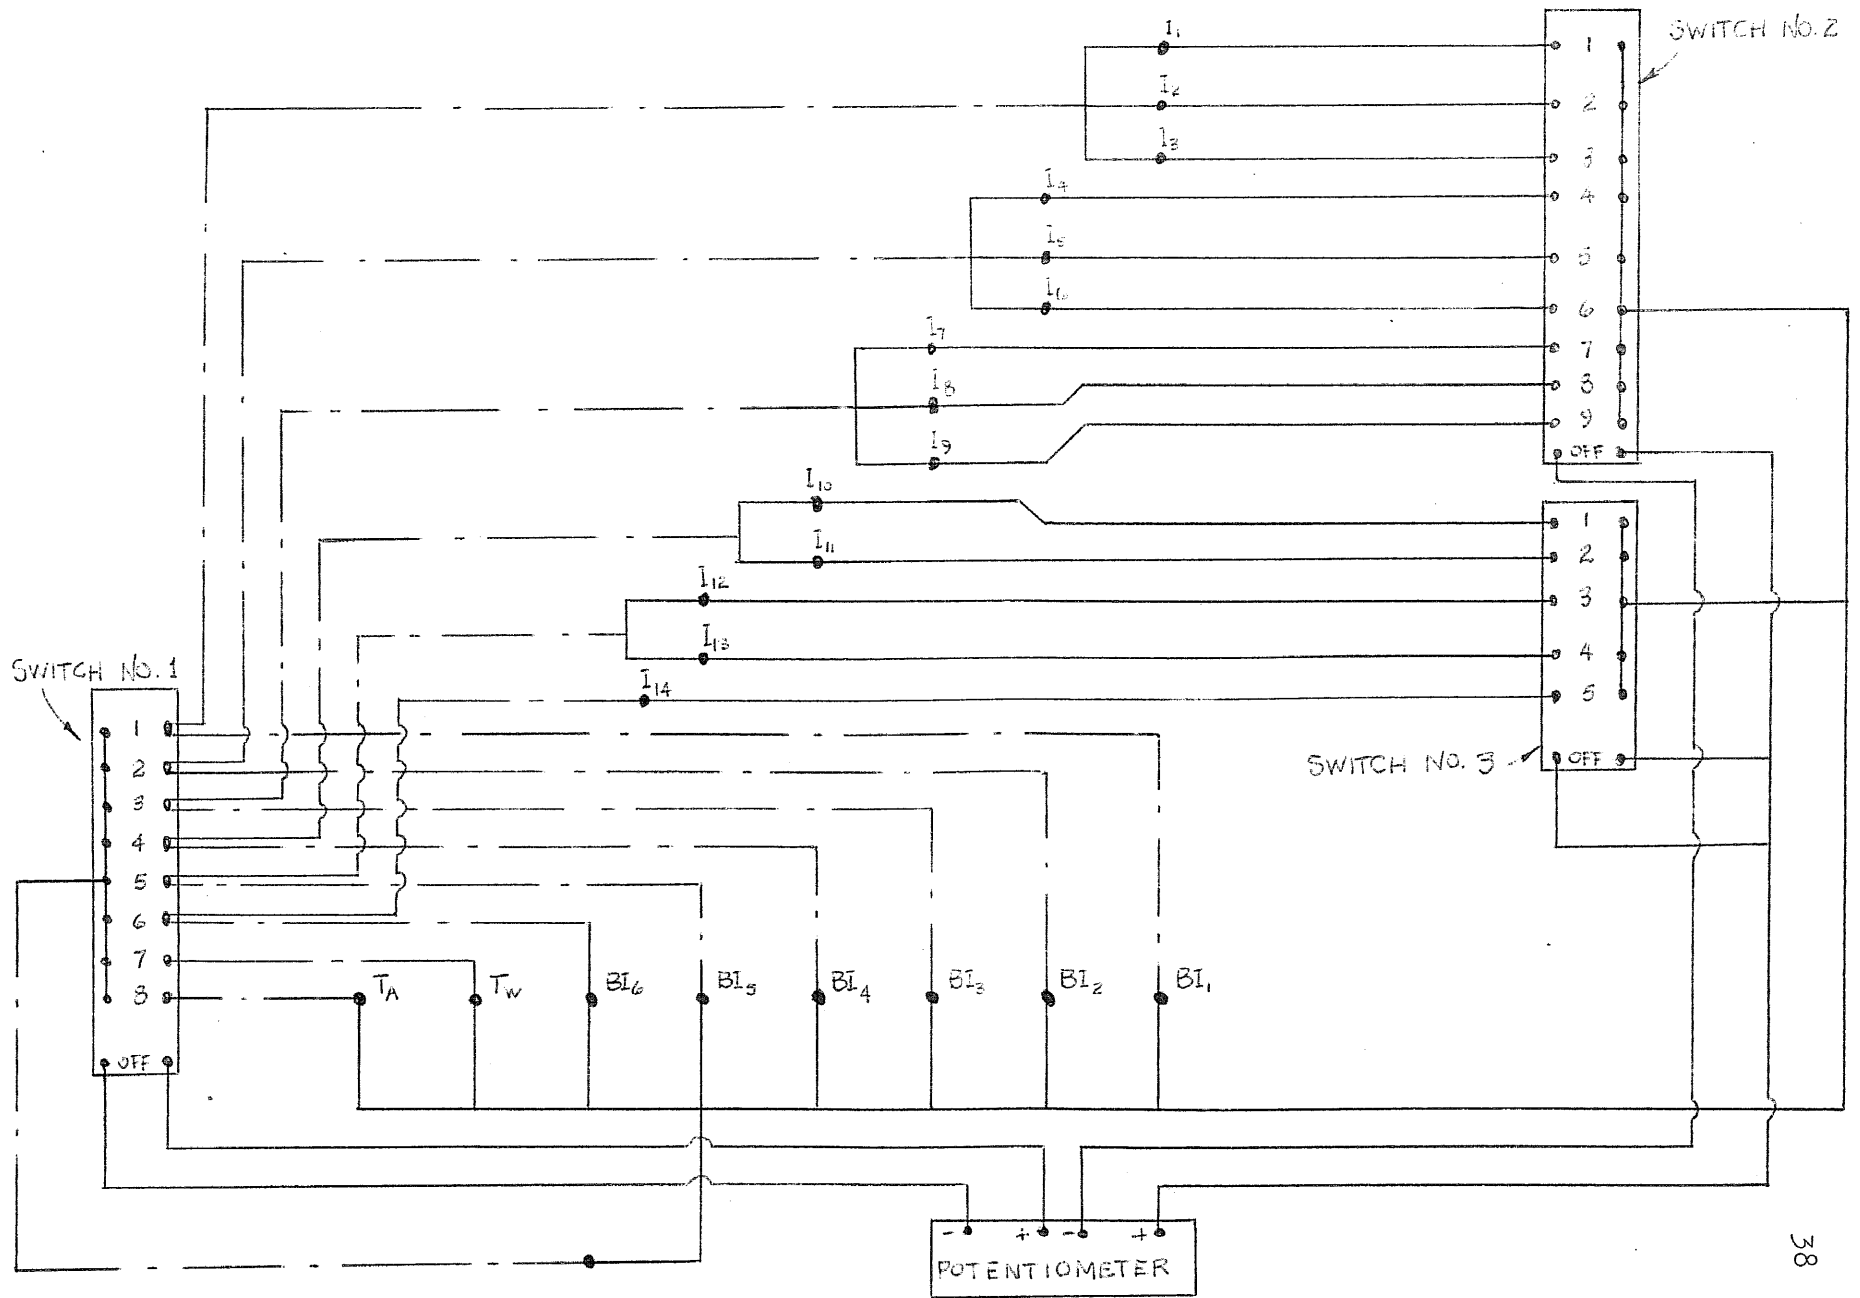 SWITCH NO. 2
I₁
I₂
I₃
I₄
I₅
I₆
I₇
I₈
I₉
1
2
3
4
5
6
7
8
9
OFF
I₁₀
I₁₁
I₁₂
I₁₃
I₁₄
1
2
3
4
5
OFF
SWITCH NO. 3
SWITCH NO. 1
1
2
3
4
5
6
7
8
OFF
T_A
T_W
BI₆
BI₅
BI₄
BI₃
BI₂
BI₁
- + - +
POTENTIOMETER
38